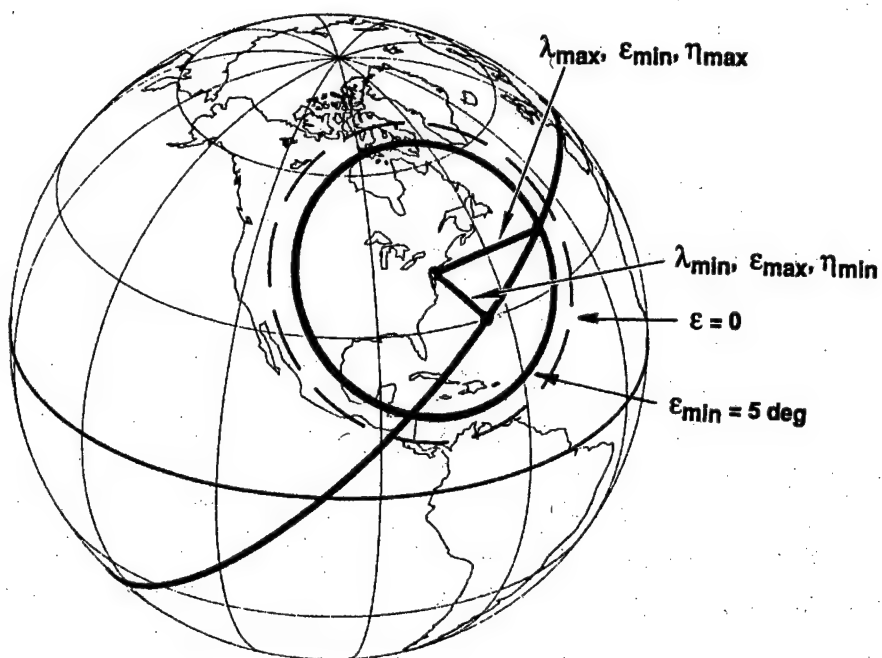 λmax, εmin, ηmax
λmin, εmax, ηmin
ε = 0
εmin = 5 deg